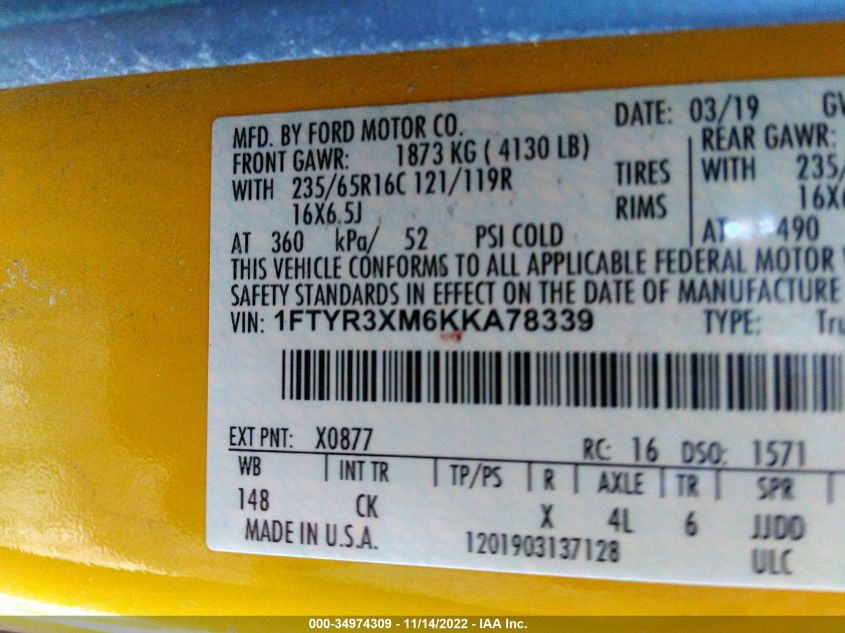 DATE: 03/19
MFD. BY FORD MOTOR CO.
FRONT GAWR: 1873 KG ( 4130 LB)
REAR GAWR:
WITH 235/65R16C 121/119R TIRES WITH
16X6.5J RIMS
AT 360 kPa/ 52 PSI COLD AT 490
THIS VEHICLE CONFORMS TO ALL APPLICABLE FEDERAL MOTOR
SAFETY STANDARDS IN EFFECT ON THE DATE OF MANUFACTURE
VIN: 1FTYR3XM6KKA78339 TYPE:
EXT PNT: X0877 RC: 16 DSO: 1571
WB INT TR TP/PS R AXLE TR SPR
148 CK X 4L 6 JJDD
MADE IN U.S.A. 1201903137128 ULC
000-34974309 - 11/14/2022 - IAA Inc.